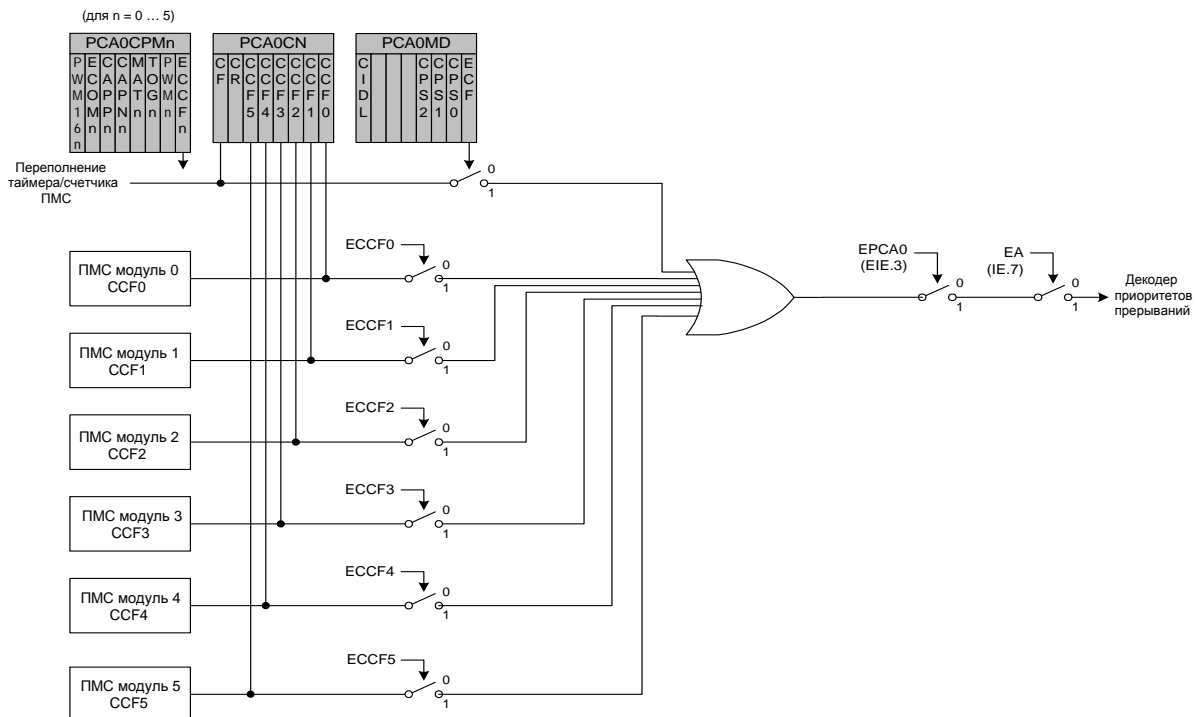 (для n = 0 ... 5)
PCA0CPMn
PWM16n
ECOMn
CAPPn
CAPNn
MATn
TOGn
PWMn
ECCFn
PCA0CN
CF
CR
CCF5
CCF4
CCF3
CCF2
CCF1
CCF0
PCA0MD
CIDL
CPS2
CPS1
CPS0
ECF
Переполнение
таймера/счетчика
ПМС
0
1
ПМС модуль 0
CCF0
ECCF0
0
1
EPCA0
(EIE.3)
0
1
EA
(IE.7)
0
1
Декодер
приоритетов
прерываний
ПМС модуль 1
CCF1
ECCF1
0
1
ПМС модуль 2
CCF2
ECCF2
0
1
ПМС модуль 3
CCF3
ECCF3
0
1
ПМС модуль 4
CCF4
ECCF4
0
1
ПМС модуль 5
CCF5
ECCF5
0
1